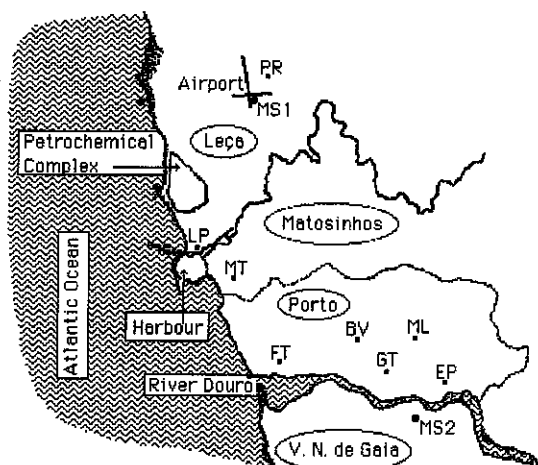 PR
Airport
MS1
Petrochemical
Complex
Leça
Matosinhos
LP
MT
Atlantic Ocean
Harbour
Porto
BV
ML
FT
GT
EP
River Douro
MS2
V. N. de Gaia